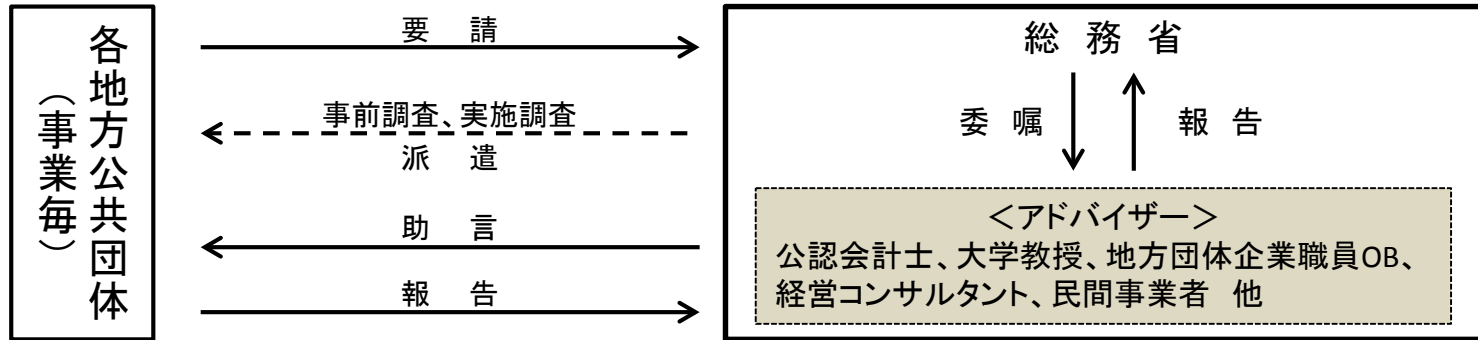 各地方公共団体
（事業毎）
要　請
事前調査、実施調査
派　遣
助　言
報　告
総 務 省
委 嘱
報 告
＜アドバイザー＞
公認会計士、大学教授、地方団体企業職員OB、
経営コンサルタント、民間事業者　他